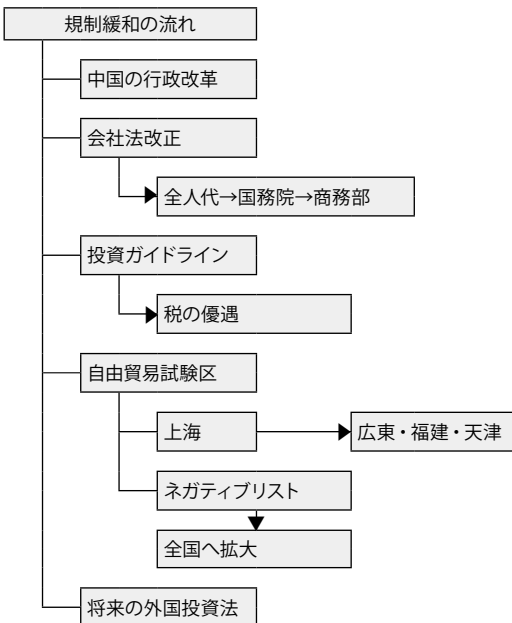 規制緩和の流れ
中国の行政改革
会社法改正
全人代→国務院→商務部
投資ガイドライン
税の優遇
自由貿易試験区
上海
広東・福建・天津
ネガティブリスト
全国へ拡大
将来の外国投資法